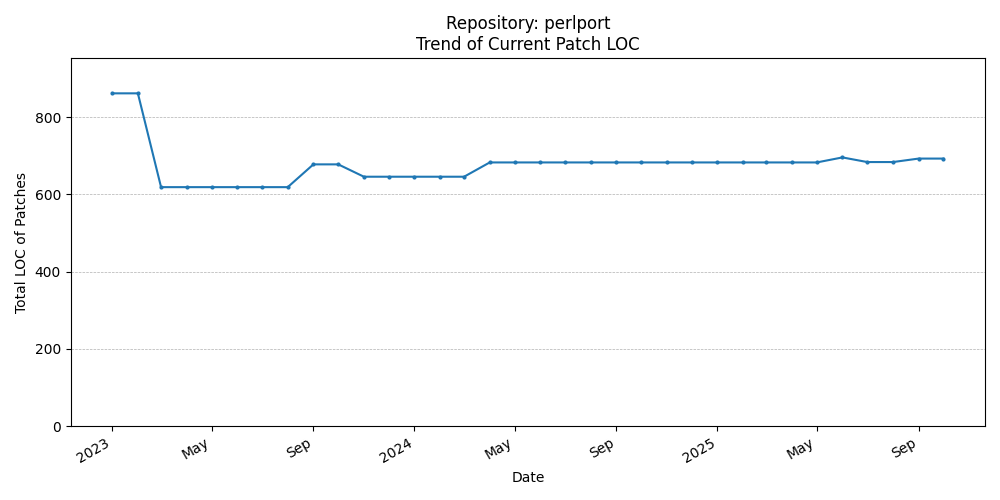 Repository: perlport
Trend of Current Patch LOC
Total LOC of Patches
800
600
400
200
0
2023
May
Sep
2024
May
Sep
2025
May
Sep
Date